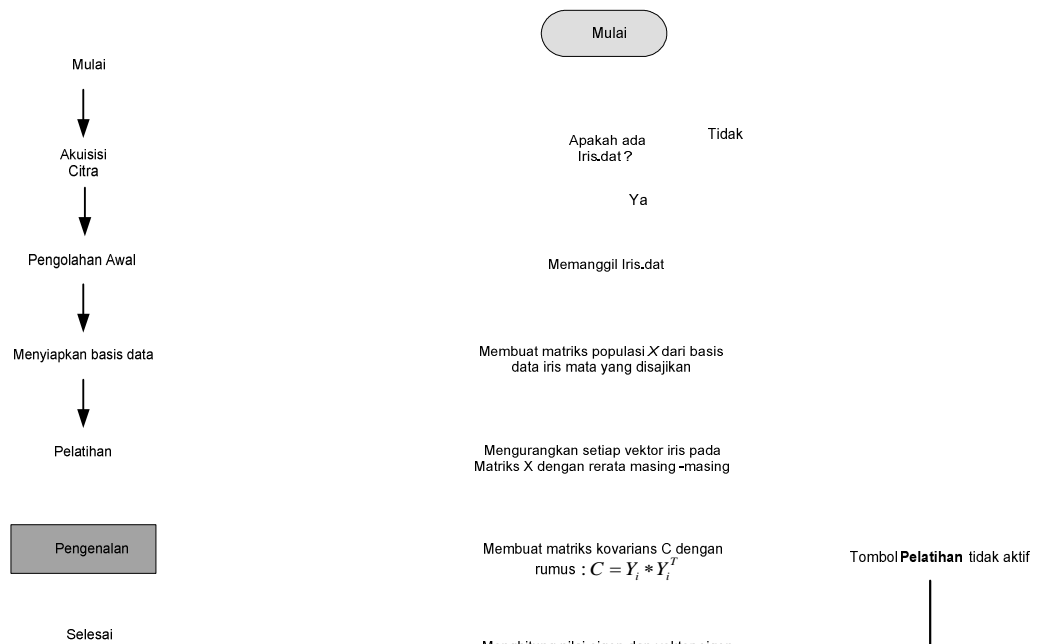 Mulai
Akuisisi
Citra
Pengolahan Awal
Menyiapkan basis data
Pelatihan
Pengenalan
Selesai
Mulai
Apakah ada
Iris.dat ?
Tidak
Ya
Memanggil Iris.dat
Membuat matriks populasi X dari basis
data iris mata yang disajikan
Mengurangkan setiap vektor iris pada
Matriks X dengan rerata masing-masing
Membuat matriks kovarians C dengan
rumus : C = Y_i * Y_i^T
Tombol Pelatihan tidak aktif